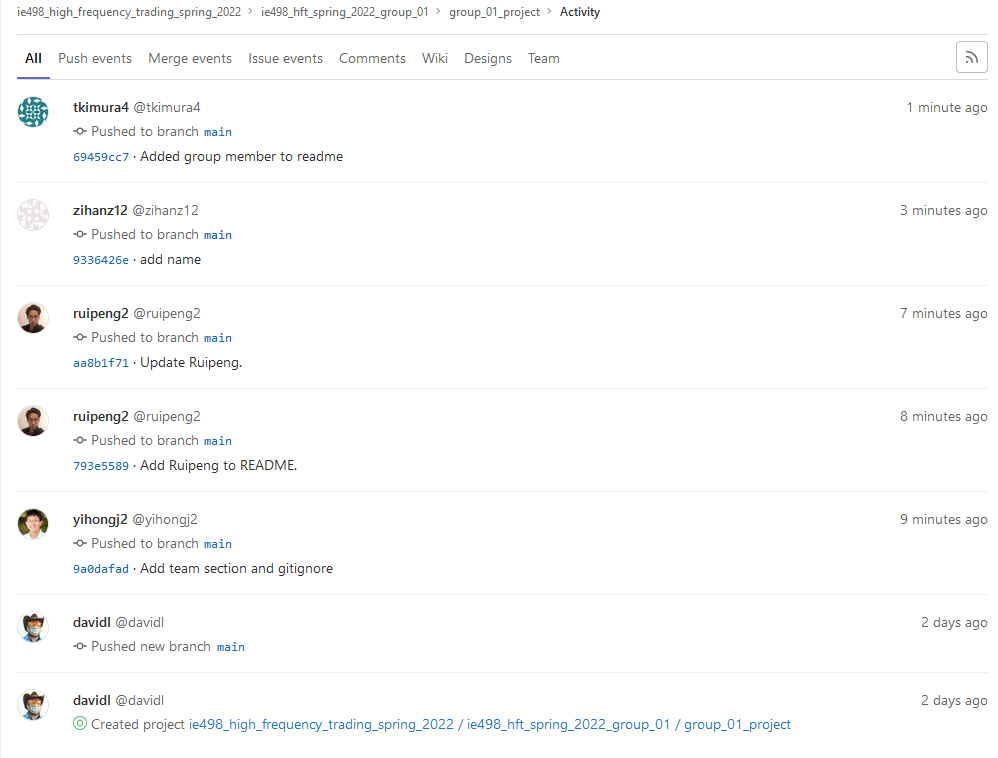 ie498_high_frequency_trading_spring_2022 > ie498_hft_spring_2022_group_01 > group_01_project > Activity
All Push events Merge events Issue events Comments Wiki Designs Team
tkimura4 @tkimura4 1 minute ago
Pushed to branch main
69459cc7 · Added group member to readme
zihanz12 @zihanz12 3 minutes ago
Pushed to branch main
9336426e · add name
ruipeng2 @ruipeng2 7 minutes ago
Pushed to branch main
aa8b1f71 · Update Ruipeng.
ruipeng2 @ruipeng2 8 minutes ago
Pushed to branch main
793e5589 · Add Ruipeng to README.
yihongj2 @yihongj2 9 minutes ago
Pushed to branch main
9a0dafad · Add team section and gitignore
davidl @davidl 2 days ago
Pushed new branch main
davidl @davidl 2 days ago
Created project ie498_high_frequency_trading_spring_2022 / ie498_hft_spring_2022_group_01 / group_01_project